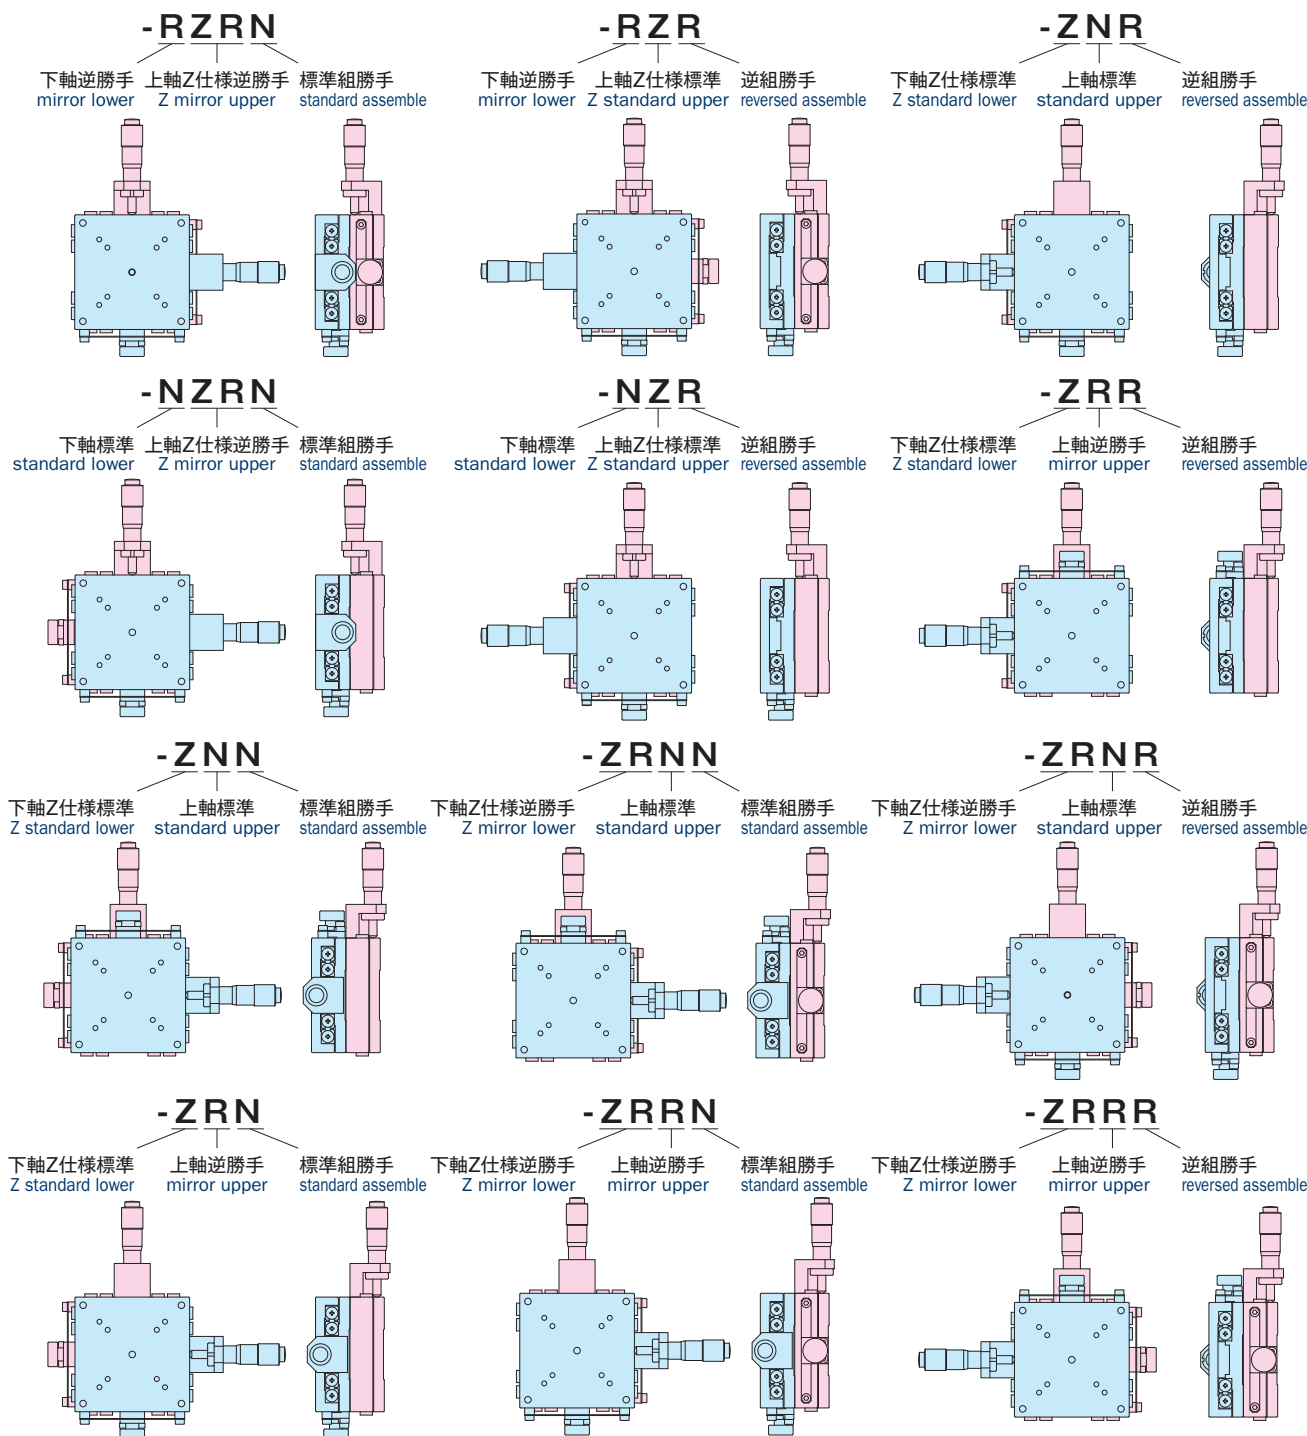 -RZRN
下軸逆勝手 上軸Z仕様逆勝手 標準組勝手
mirror lower Z mirror upper standard assemble
-RZR
下軸逆勝手 上軸Z仕様標準 逆組勝手
mirror lower Z standard upper reversed assemble
-ZNR
下軸Z仕様標準 上軸標準 逆組勝手
Z standard lower standard upper reversed assemble
-NZRN
下軸標準 上軸Z仕様逆勝手 標準組勝手
standard lower Z mirror upper standard assemble
-NZR
下軸標準 上軸Z仕様標準 逆組勝手
standard lower Z standard upper reversed assemble
-ZRR
下軸Z仕様標準 上軸逆勝手 逆組勝手
Z standard lower mirror upper reversed assemble
-ZNN
下軸Z仕様標準 上軸標準 標準組勝手
Z standard lower standard upper standard assemble
-ZRNN
下軸Z仕様逆勝手 上軸標準 標準組勝手
Z mirror lower standard upper standard assemble
-ZRNR
下軸Z仕様逆勝手 上軸標準 逆組勝手
Z mirror lower standard upper reversed assemble
-ZRN
下軸Z仕様標準 上軸逆勝手 標準組勝手
Z standard lower mirror upper standard assemble
-ZRRN
下軸Z仕様逆勝手 上軸逆勝手 標準組勝手
Z mirror lower mirror upper standard assemble
-ZRRR
下軸Z仕様逆勝手 上軸逆勝手 逆組勝手
Z mirror lower mirror upper reversed assemble